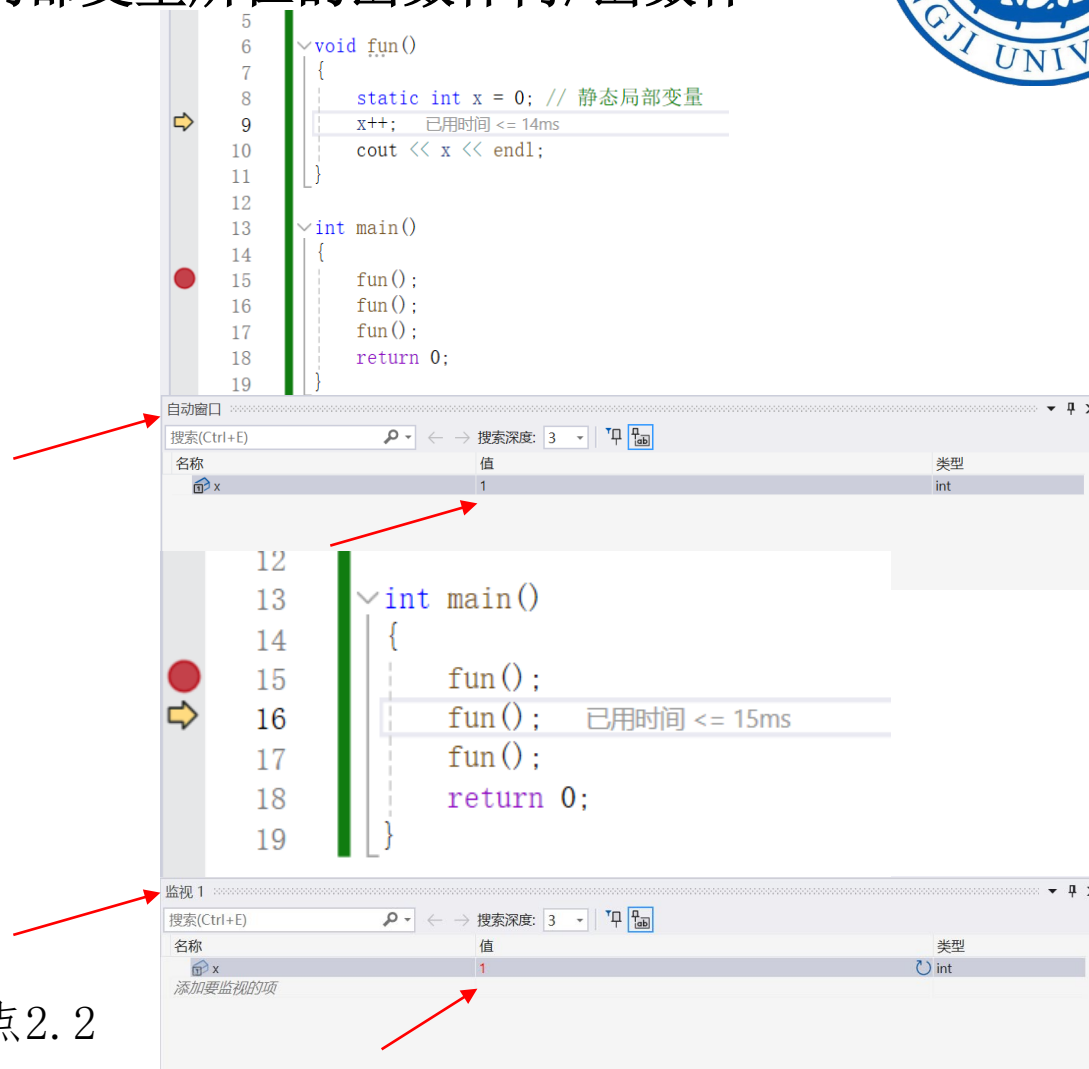 5
6 void fun()
7 {
8 static int x = 0; // 静态局部变量
9 x++; 已用时间 <= 14ms
10 cout << x << endl;
11 }
12
13 int main()
14 {
15 fun();
16 fun();
17 fun();
18 return 0;
19 }
UNIV
自动窗口
搜索(Ctrl+E) 搜索深度: 3
名称 值 类型
x 1 int
12
13 int main()
14 {
15 fun();
16 fun(); 已用时间 <= 15ms
17 fun();
18 return 0;
19 }
监视 1
搜索(Ctrl+E) 搜索深度: 3
名称 值 类型
x 1 int
添加要监视的项
点2.2